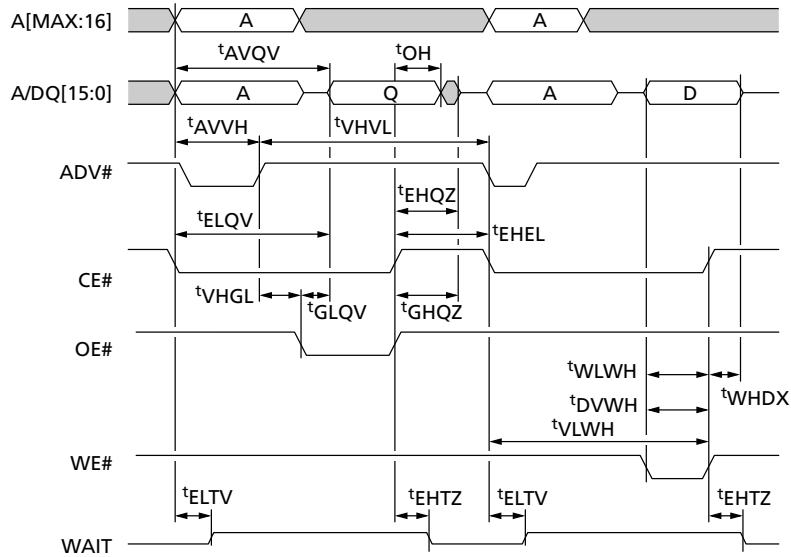 A[MAX:16] A A
tAVQV tOH
A/DQ[15:0] A Q A D
tAVVH tVHVL
ADV#
tEHQZ
tELQV tEHEL
CE#
tVHGL tGLQV tGHQZ
OE#
tWLWH
tWHDX
tDVWH
tVLWH
WE#
tELTV tEHTZ tELTV tEHTZ
WAIT